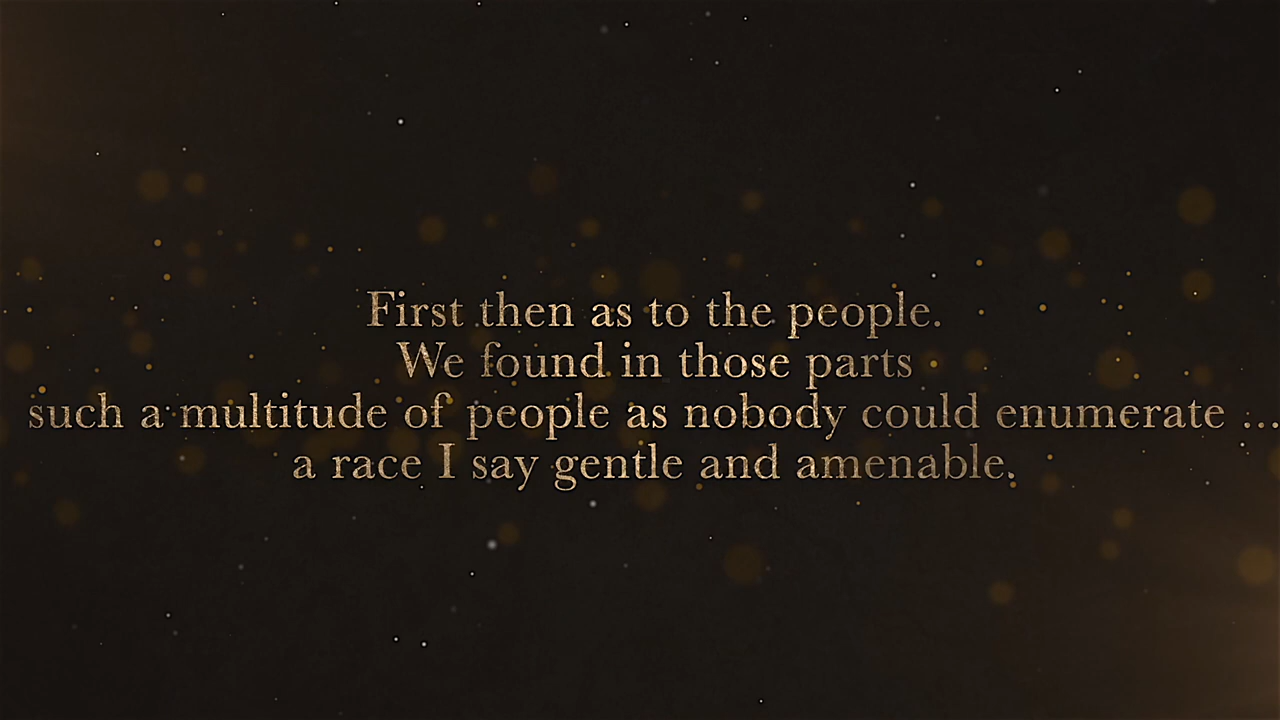 First then as to the people.
We found in those parts
such a multitude of people as nobody could enumerate ...
a race I say gentle and amenable.